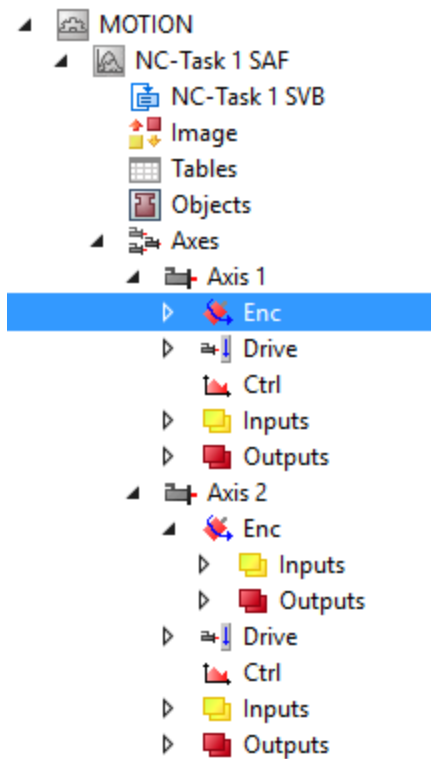 MOTION
NC-Task 1 SAF
NC-Task 1 SVB
Image
Tables
Objects
Axes
Axis 1
Enc
Drive
Ctrl
Inputs
Outputs
Axis 2
Enc
Inputs
Outputs
Drive
Ctrl
Inputs
Outputs